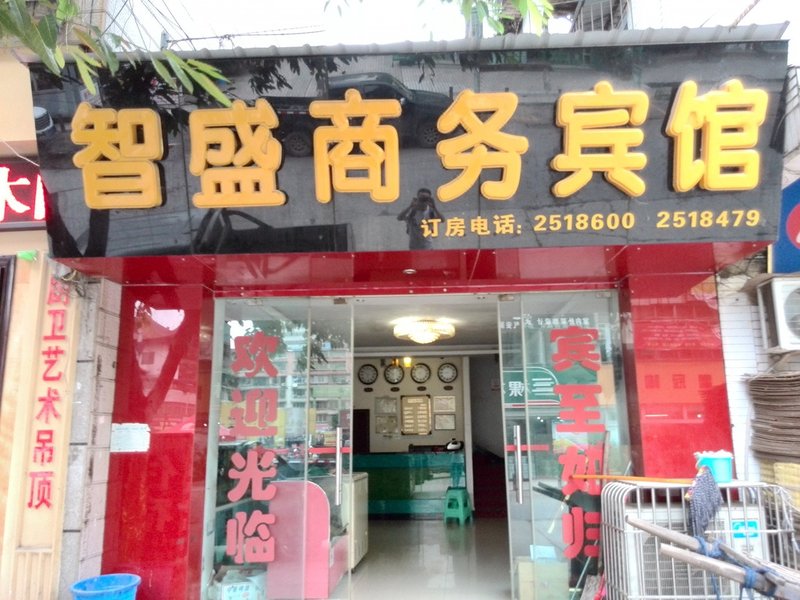 智盛商务宾馆
订房电话: 2518600 2518479
欢迎光临
宾至如归
厨卫艺术吊顶
木